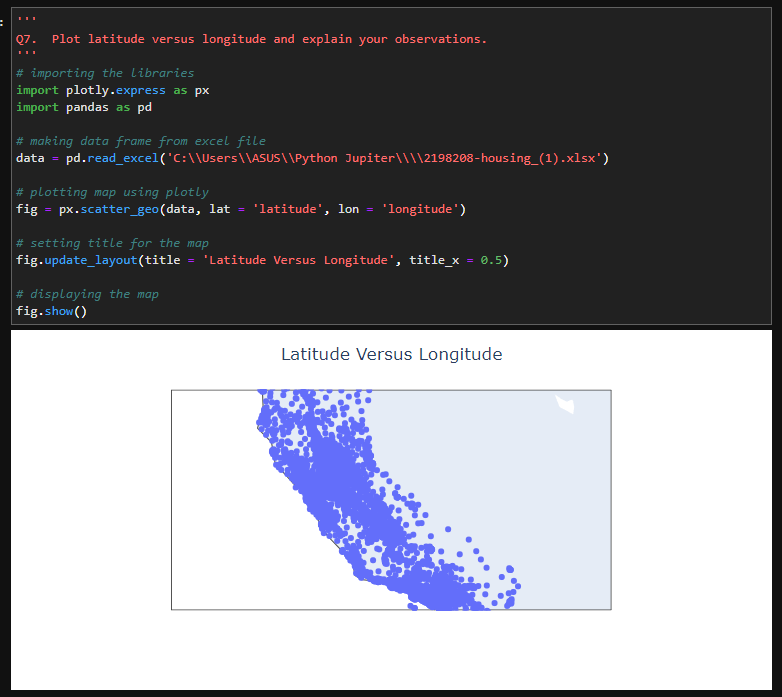 :
'''
Q7.  Plot latitude versus longitude and explain your observations.
'''
# importing the libraries
import plotly.express as px
import pandas as pd
# making data frame from excel file
data = pd.read_excel('C:\\Users\\ASUS\\Python Jupiter\\\\2198208-housing_(1).xlsx')
# plotting map using plotly
fig = px.scatter_geo(data, lat = 'latitude', lon = 'longitude')
# setting title for the map
fig.update_layout(title = 'Latitude Versus Longitude', title_x = 0.5)
# displaying the map
fig.show()
Latitude Versus Longitude